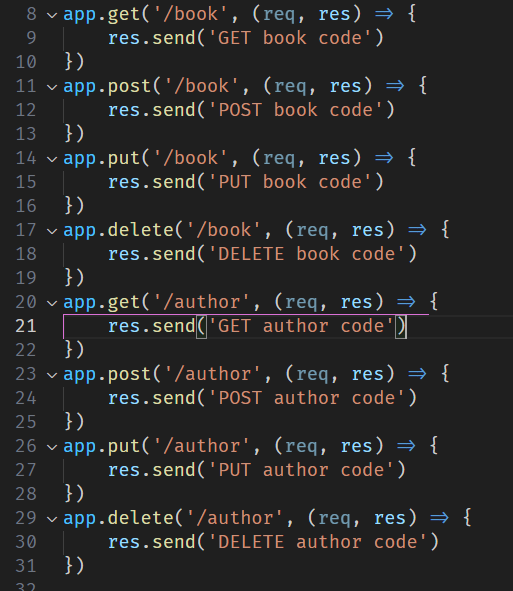 8 app.get('/book', (req, res) => {
9     res.send('GET book code')
10 })
11 app.post('/book', (req, res) => {
12     res.send('POST book code')
13 })
14 app.put('/book', (req, res) => {
15     res.send('PUT book code')
16 })
17 app.delete('/book', (req, res) => {
18     res.send('DELETE book code')
19 })
20 app.get('/author', (req, res) => {
21     res.send('GET author code')
22 })
23 app.post('/author', (req, res) => {
24     res.send('POST author code')
25 })
26 app.put('/author', (req, res) => {
27     res.send('PUT author code')
28 })
29 app.delete('/author', (req, res) => {
30     res.send('DELETE author code')
31 })
32